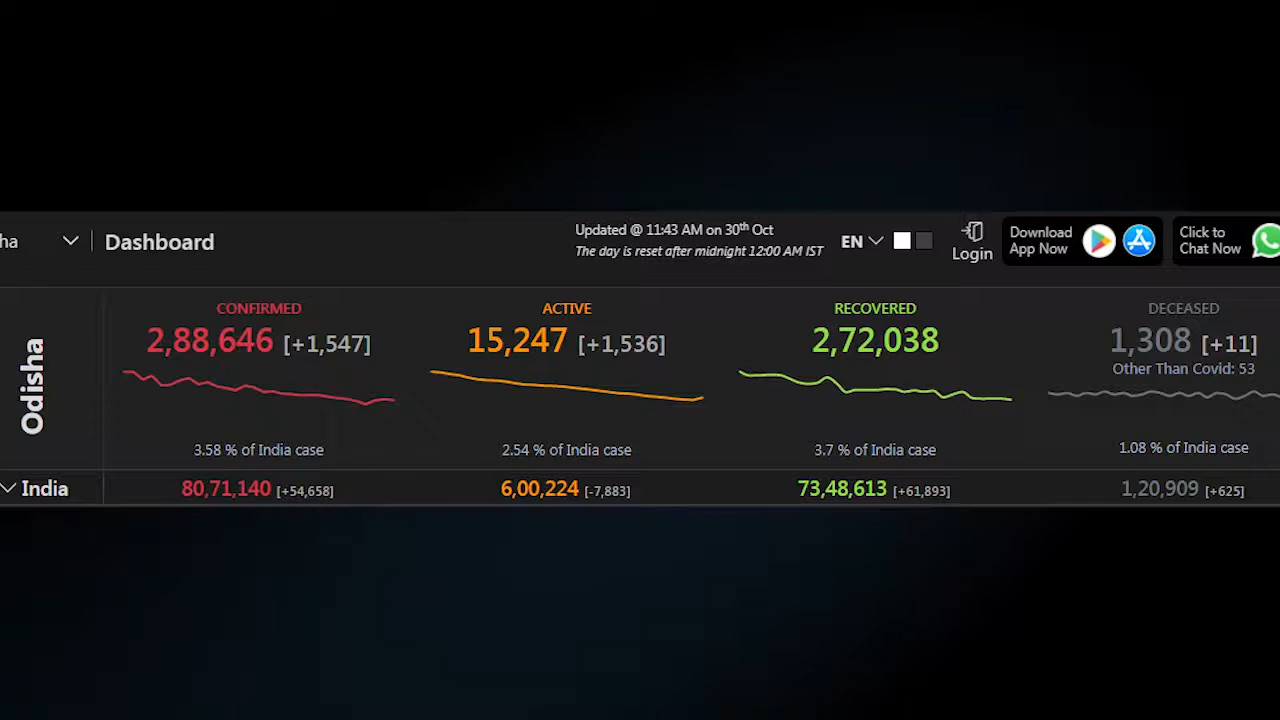 ha
Dashboard
Updated @ 11:43 AM on 30th Oct
The day is reset after midnight 12:00 AM IST
EN
Login
Download
App Now
Click to
Chat Now
Odisha
CONFIRMED
2,88,646 [+1,547]
3.58 % of India case
ACTIVE
15,247 [+1,536]
2.54 % of India case
RECOVERED
2,72,038
3.7 % of India case
DECEASED
1,308 [+11]
Other Than Covid: 53
1.08 % of India case
India
80,71,140 [+54,658]
6,00,224 [-7,883]
73,48,613 [+61,893]
1,20,909 [+625]